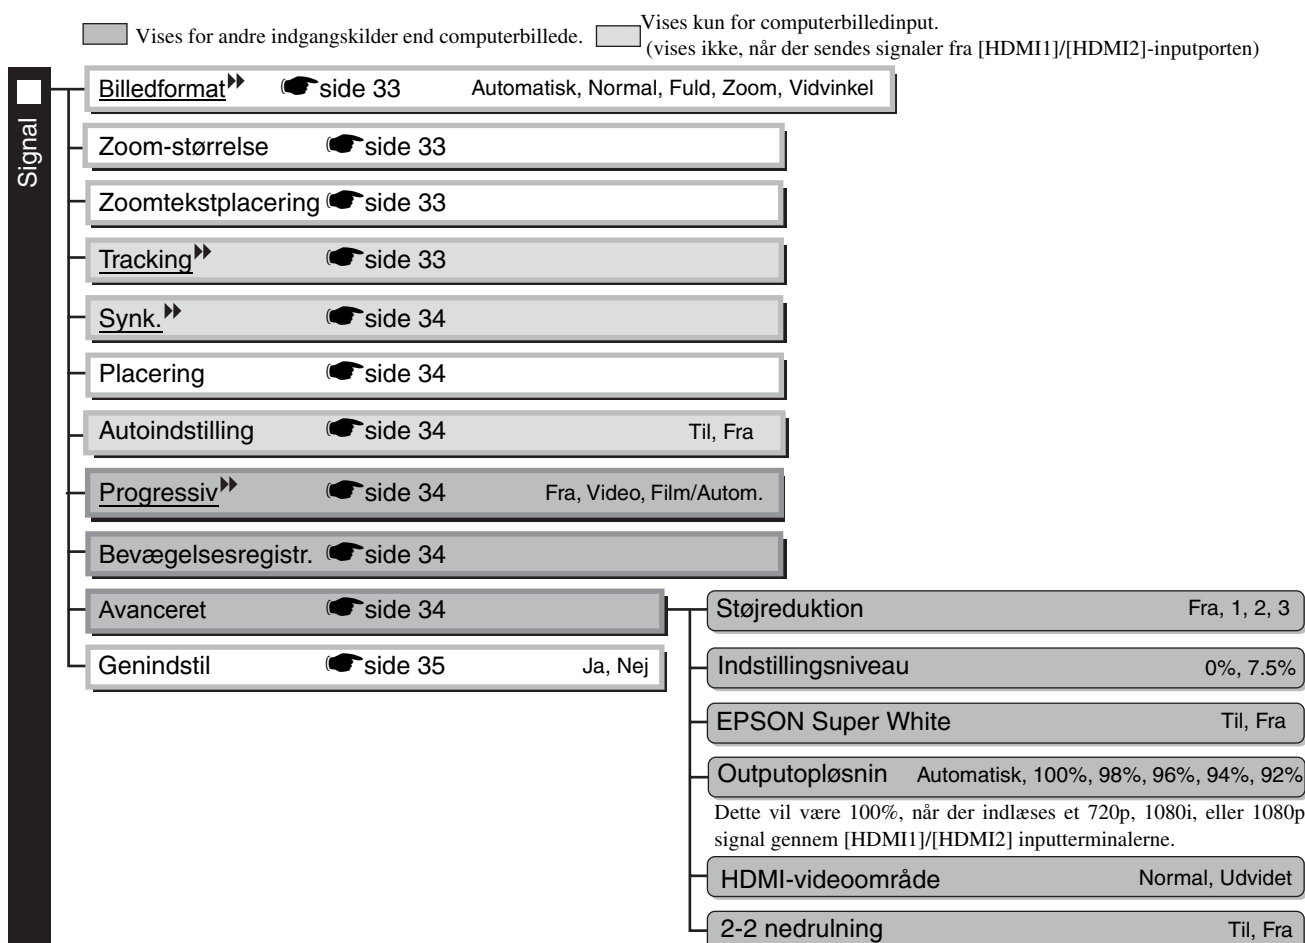 Vises for andre indgangskilder end computerbillede.
Vises kun for computerbilledinput.
(vises ikke, når der sendes signaler fra [HDMI1]/[HDMI2]-inputporten)
Signal
Billedformat side 33 Automatisk, Normal, Fuld, Zoom, Vidvinkel
Zoom-størrelse side 33
Zoomtekstplacering side 33
Tracking side 33
Synk. side 34
Placering side 34
Autoindstilling side 34 Til, Fra
Progressiv side 34 Fra, Video, Film/Autom.
Bevægelsesregistr. side 34
Avanceret side 34
Genindstil side 35 Ja, Nej
Støjreduktion Fra, 1, 2, 3
Indstillingsniveau 0%, 7.5%
EPSON Super White Til, Fra
Outputopløsnin Automatisk, 100%, 98%, 96%, 94%, 92%
Dette vil være 100%, når der indlæses et 720p, 1080i, eller 1080p
signal gennem [HDMI1]/[HDMI2] inputterminalerne.
HDMI-videoområde Normal, Udvidet
2-2 nedrulning Til, Fra